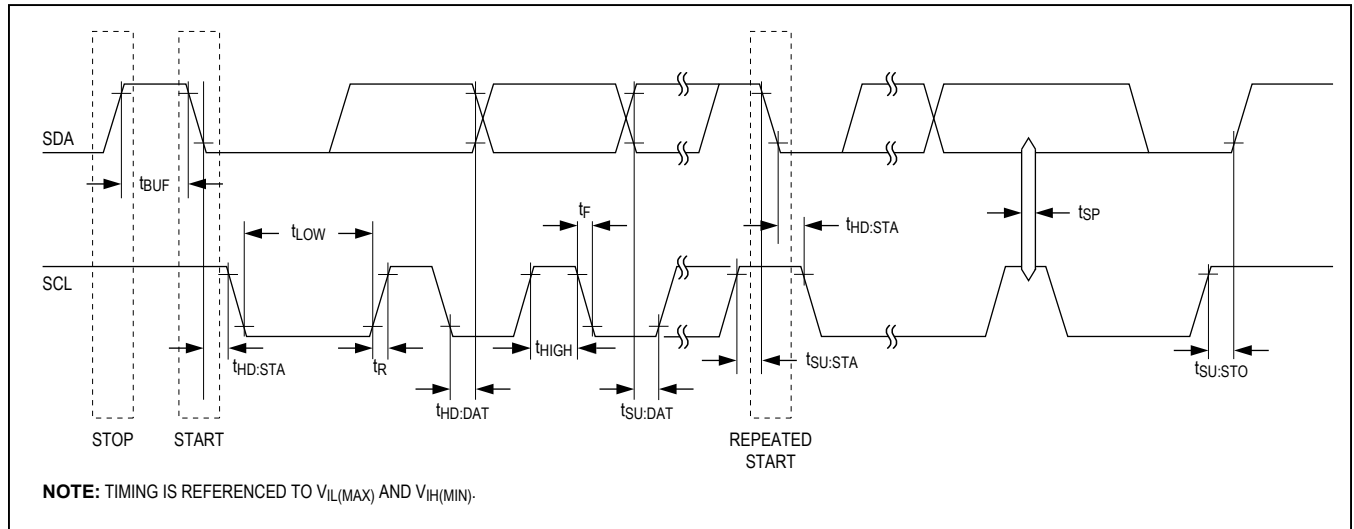 SDA
tBUF
tF
tSP
tLOW
tHD:STA
SCL
tHD:STA
tR
tHIGH
tSU:STA
tSU:STO
tHD:DAT
tSU:DAT
STOP
START
REPEATED
START
NOTE: TIMING IS REFERENCED TO VIL(MAX) AND VIH(MIN).